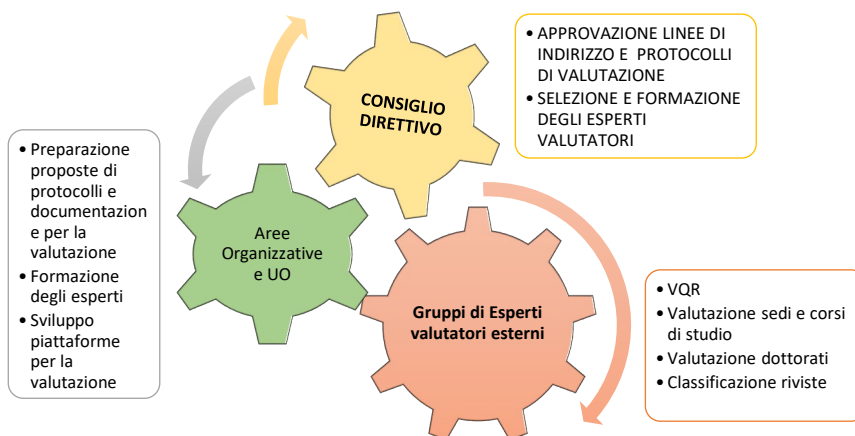 CONSIGLIO
DIRETTIVO
• APPROVAZIONE LINEE DI
INDIRIZZO E PROTOCOLLI
DI VALUTAZIONE
• SELEZIONE E FORMAZIONE
DEGLI ESPERTI
VALUTATORI
• Preparazione
proposte di
protocolli e
documentazion
e per la
valutazione
• Formazione
degli esperti
• Sviluppo
piattaforme
per la
valutazione
Aree
Organizzative
e UO
Gruppi di Esperti
valutatori esterni
• VQR
• Valutazione sedi e corsi
di studio
• Valutazione dottorati
• Classificazione riviste